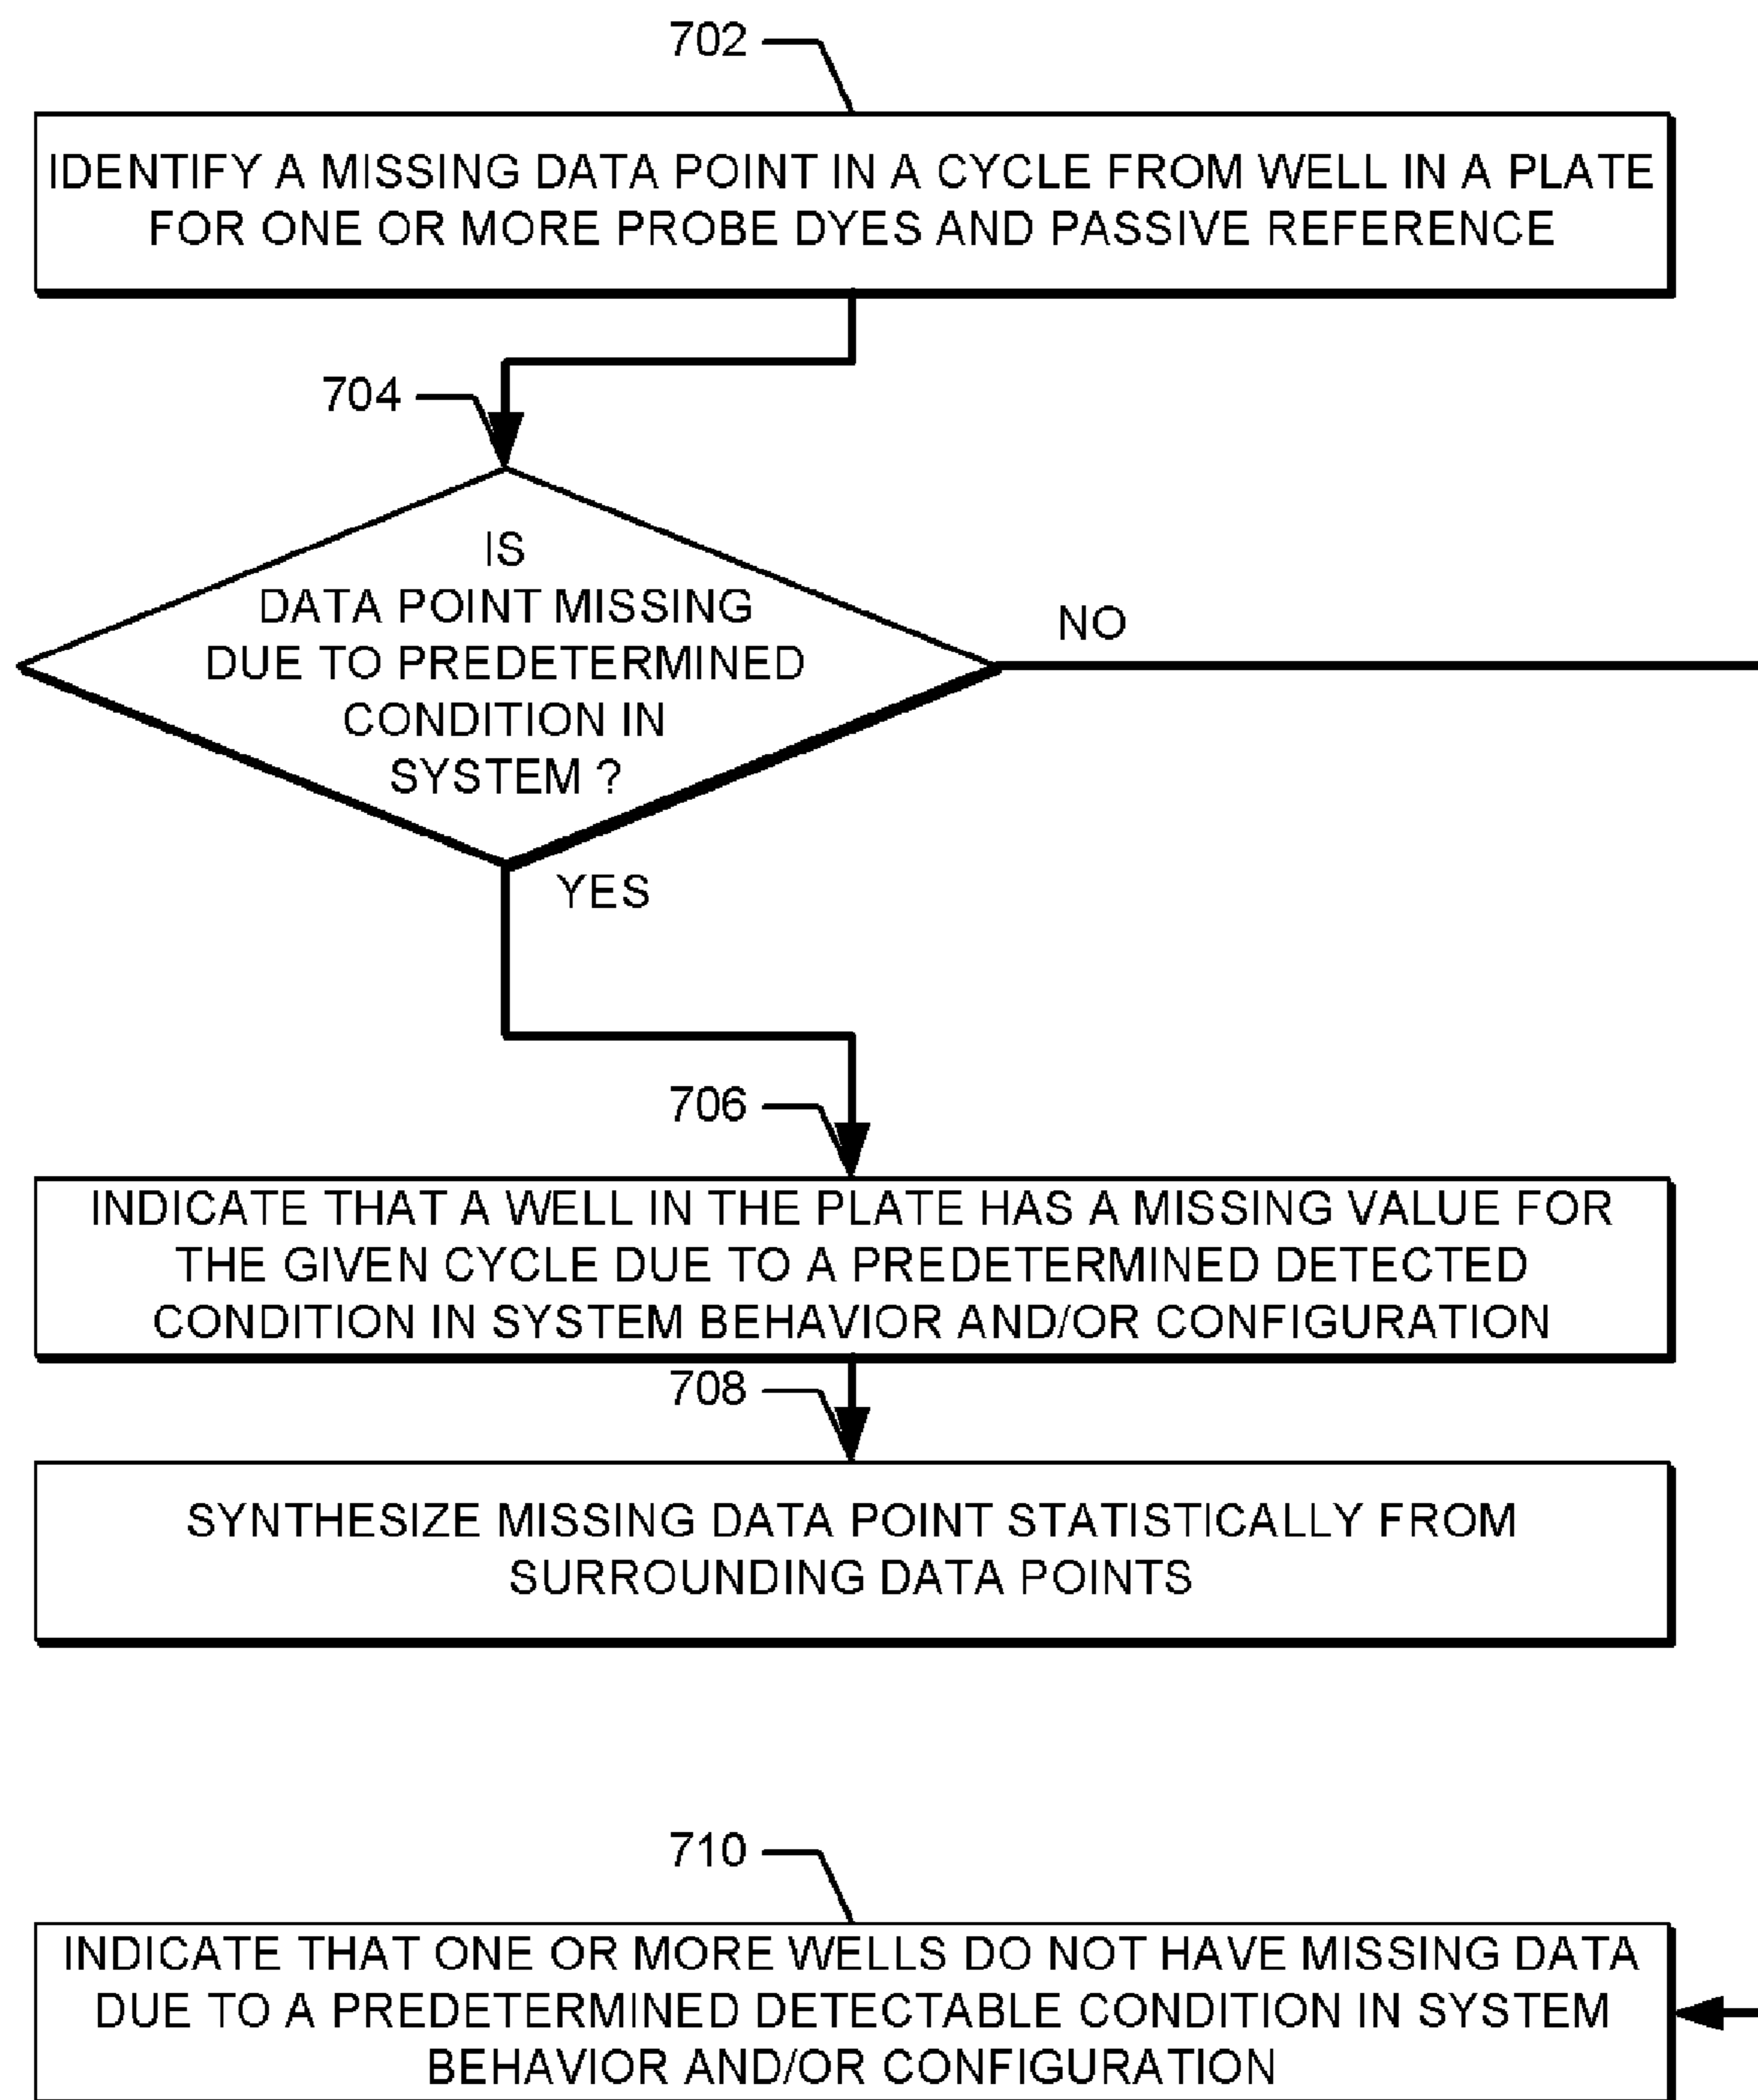 702
IDENTIFY A MISSING DATA POINT IN A CYCLE FROM WELL IN A PLATE
FOR ONE OR MORE PROBE DYES AND PASSIVE REFERENCE
704
IS
DATA POINT MISSING
DUE TO PREDETERMINED
CONDITION IN
SYSTEM ?
NO
YES
706
INDICATE THAT A WELL IN THE PLATE HAS A MISSING VALUE FOR
THE GIVEN CYCLE DUE TO A PREDETERMINED DETECTED
CONDITION IN SYSTEM BEHAVIOR AND/OR CONFIGURATION
708
SYNTHESIZE MISSING DATA POINT STATISTICALLY FROM
SURROUNDING DATA POINTS
710
INDICATE THAT ONE OR MORE WELLS DO NOT HAVE MISSING DATA
DUE TO A PREDETERMINED DETECTABLE CONDITION IN SYSTEM
BEHAVIOR AND/OR CONFIGURATION